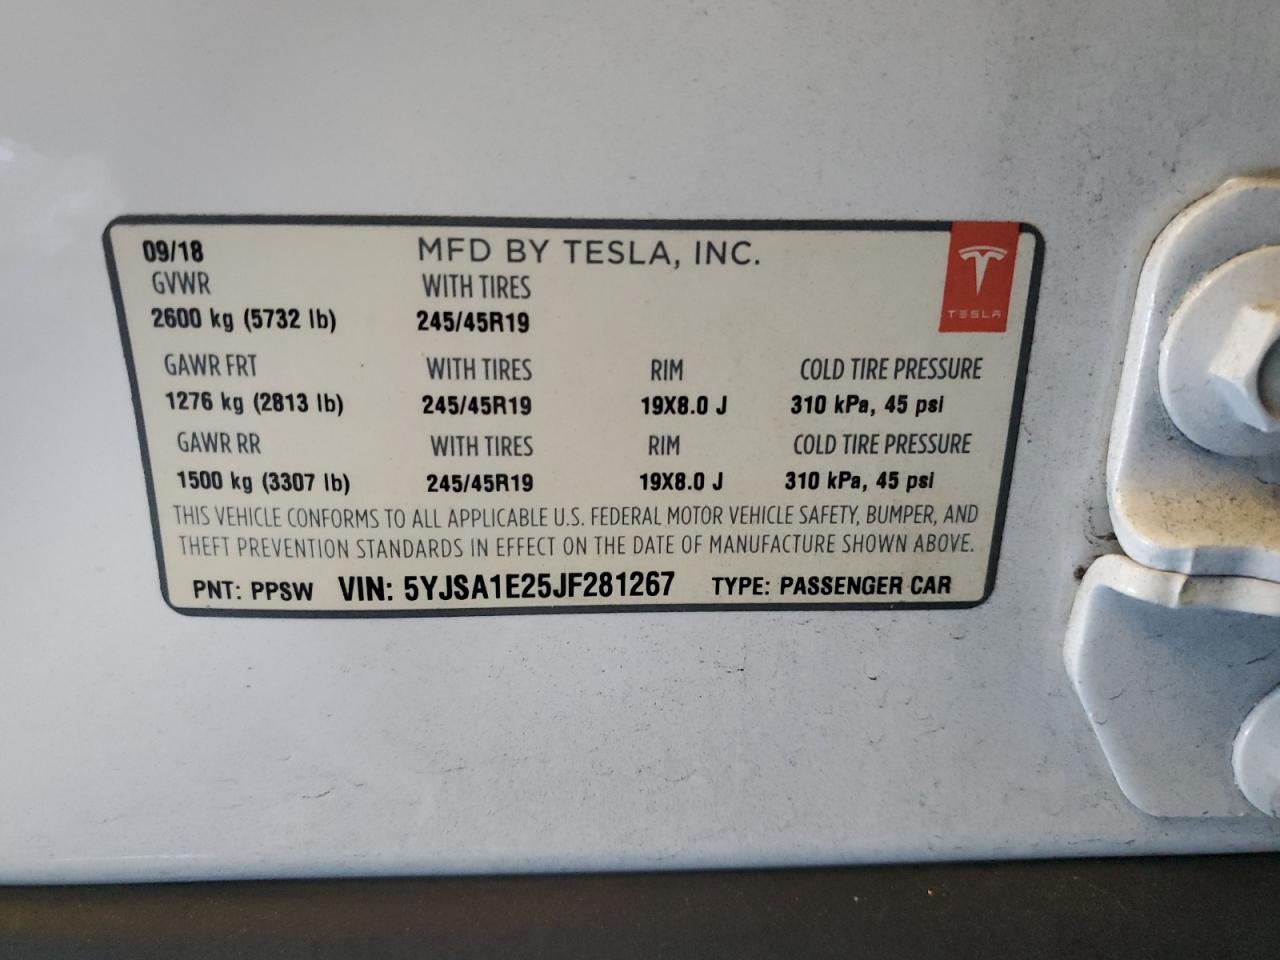 09/18 MFD BY TESLA, INC.
GVWR WITH TIRES
2600 kg (5732 lb) 245/45R19
TESLA
GAWR FRT WITH TIRES RIM COLD TIRE PRESSURE
1276 kg (2813 lb) 245/45R19 19X8.0 J 310 kPa, 45 psi
GAWR RR WITH TIRES RIM COLD TIRE PRESSURE
1500 kg (3307 lb) 245/45R19 19X8.0 J 310 kPa, 45 psi
THIS VEHICLE CONFORMS TO ALL APPLICABLE U.S. FEDERAL MOTOR VEHICLE SAFETY, BUMPER, AND
THEFT PREVENTION STANDARDS IN EFFECT ON THE DATE OF MANUFACTURE SHOWN ABOVE.
PNT: PPSW VIN: 5YJSA1E25JF281267 TYPE: PASSENGER CAR